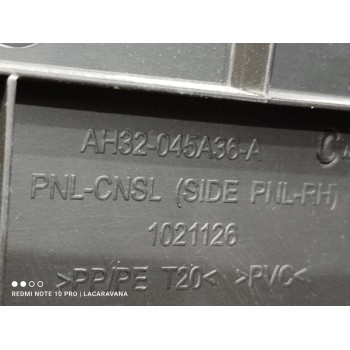 AH32-045A36-A
PNL-CNSL (SIDE PNL-RH)
1021126
>PP/PE T20< >PVC<
REDMI NOTE 10 PRO | LACARAVANA